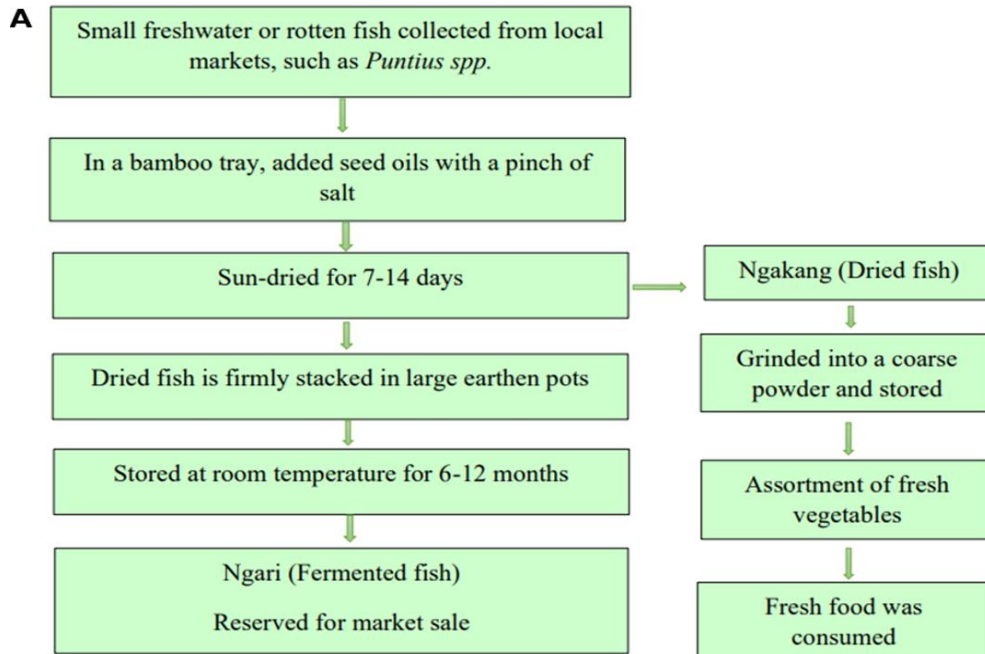 A
Small freshwater or rotten fish collected from local
markets, such as Puntius spp.
In a bamboo tray, added seed oils with a pinch of
salt
Sun-dried for 7-14 days
Dried fish is firmly stacked in large earthen pots
Stored at room temperature for 6-12 months
Ngari (Fermented fish)
Reserved for market sale
Ngakang (Dried fish)
Grinded into a coarse
powder and stored
Assortment of fresh
vegetables
Fresh food was
consumed